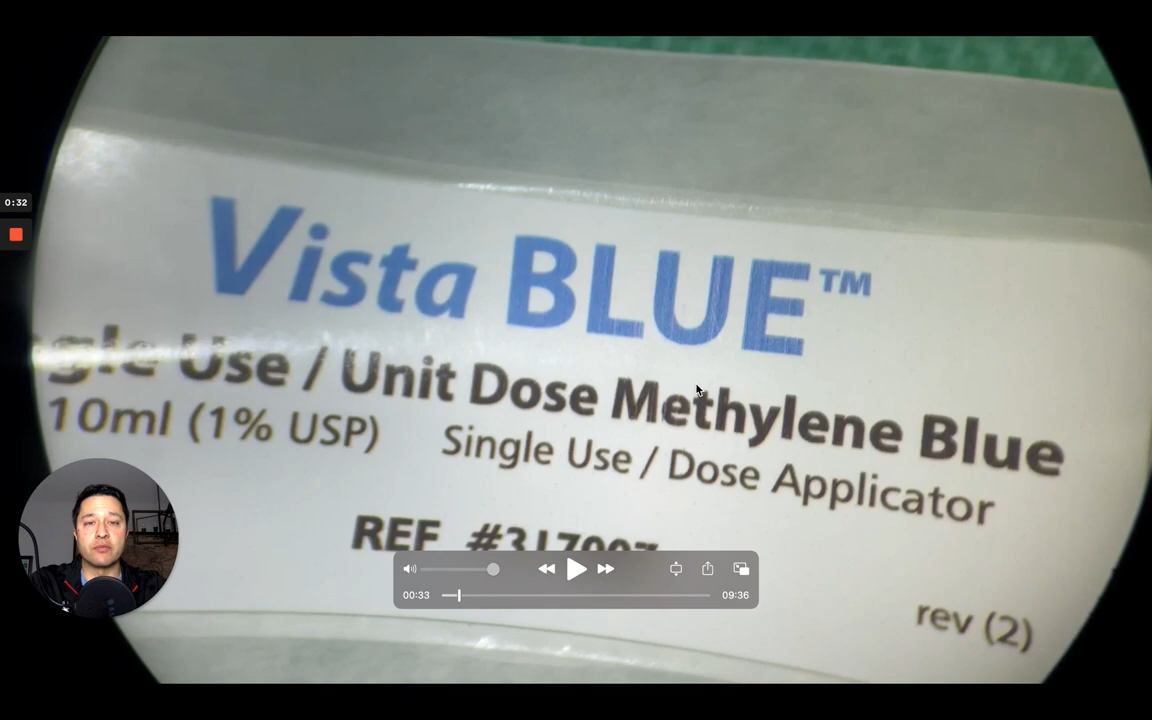 0:32
Vista BLUE™
Use / Unit Dose Methylene Blue
10ml (1% USP) Single Use / Dose Applicator
REF #317007
00:33 09:36
rev (2)